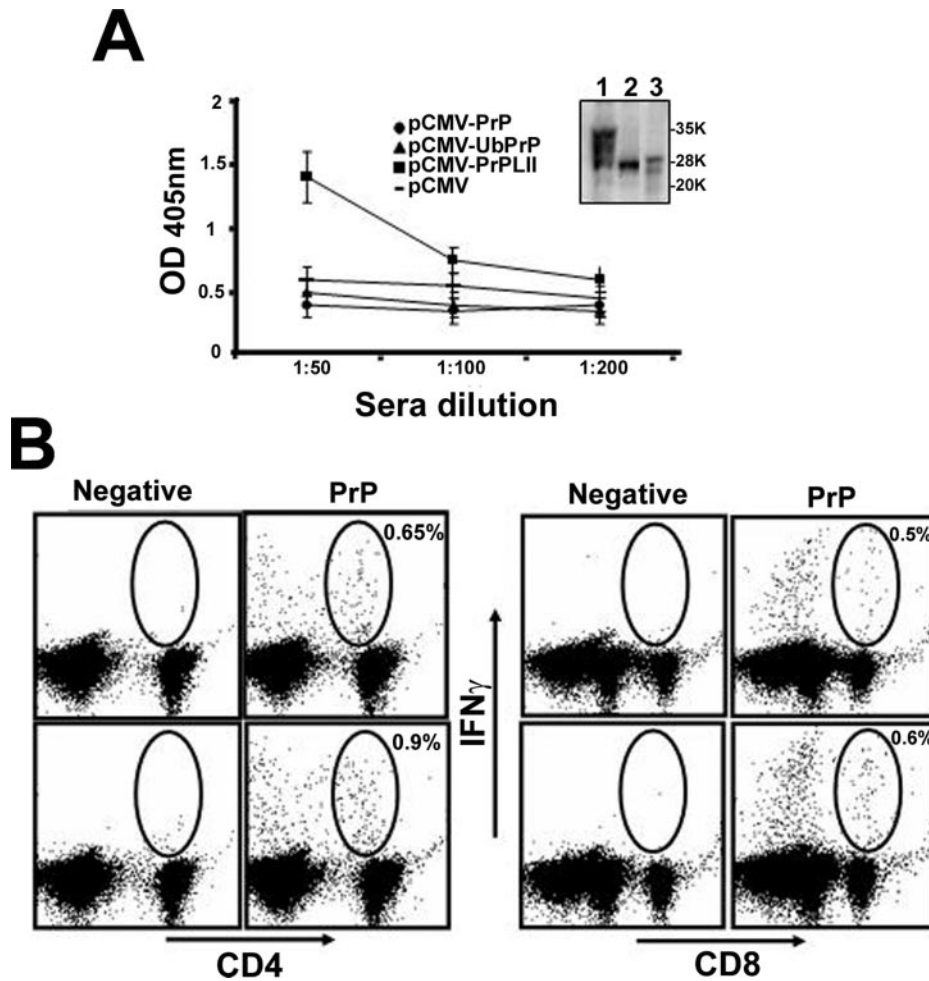 A
2
1.5
1
0.5
0
OD 405nm
pCMV-PrP
pCMV-UbPrP
pCMV-PrPLII
pCMV
1 2 3
-35K
-28K
-20K
1:50 1:100 1:200
Sera dilution
B
Negative PrP
0.65%
0.9%
CD4
IFNγ
Negative PrP
0.5%
0.6%
CD8